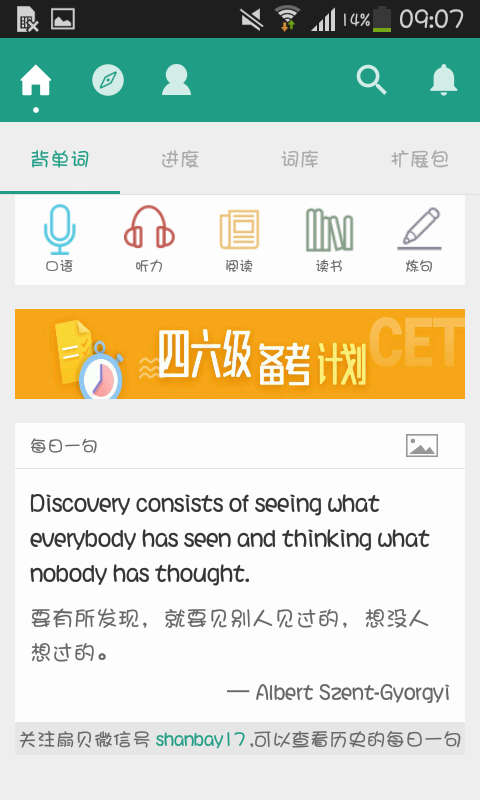 14% 09:07
背单词 进度 词库 扩展包
口语 听力 阅读 读书 炼句
四六级备考计划 CET
每日一句
Discovery consists of seeing what
everybody has seen and thinking what
nobody has thought.
要有所发现，就要见别人见过的，想没人
想过的。
— Albert Szent-Gyorgyi
关注扇贝微信号 shanbay17 ,可以查看历史的每日一句